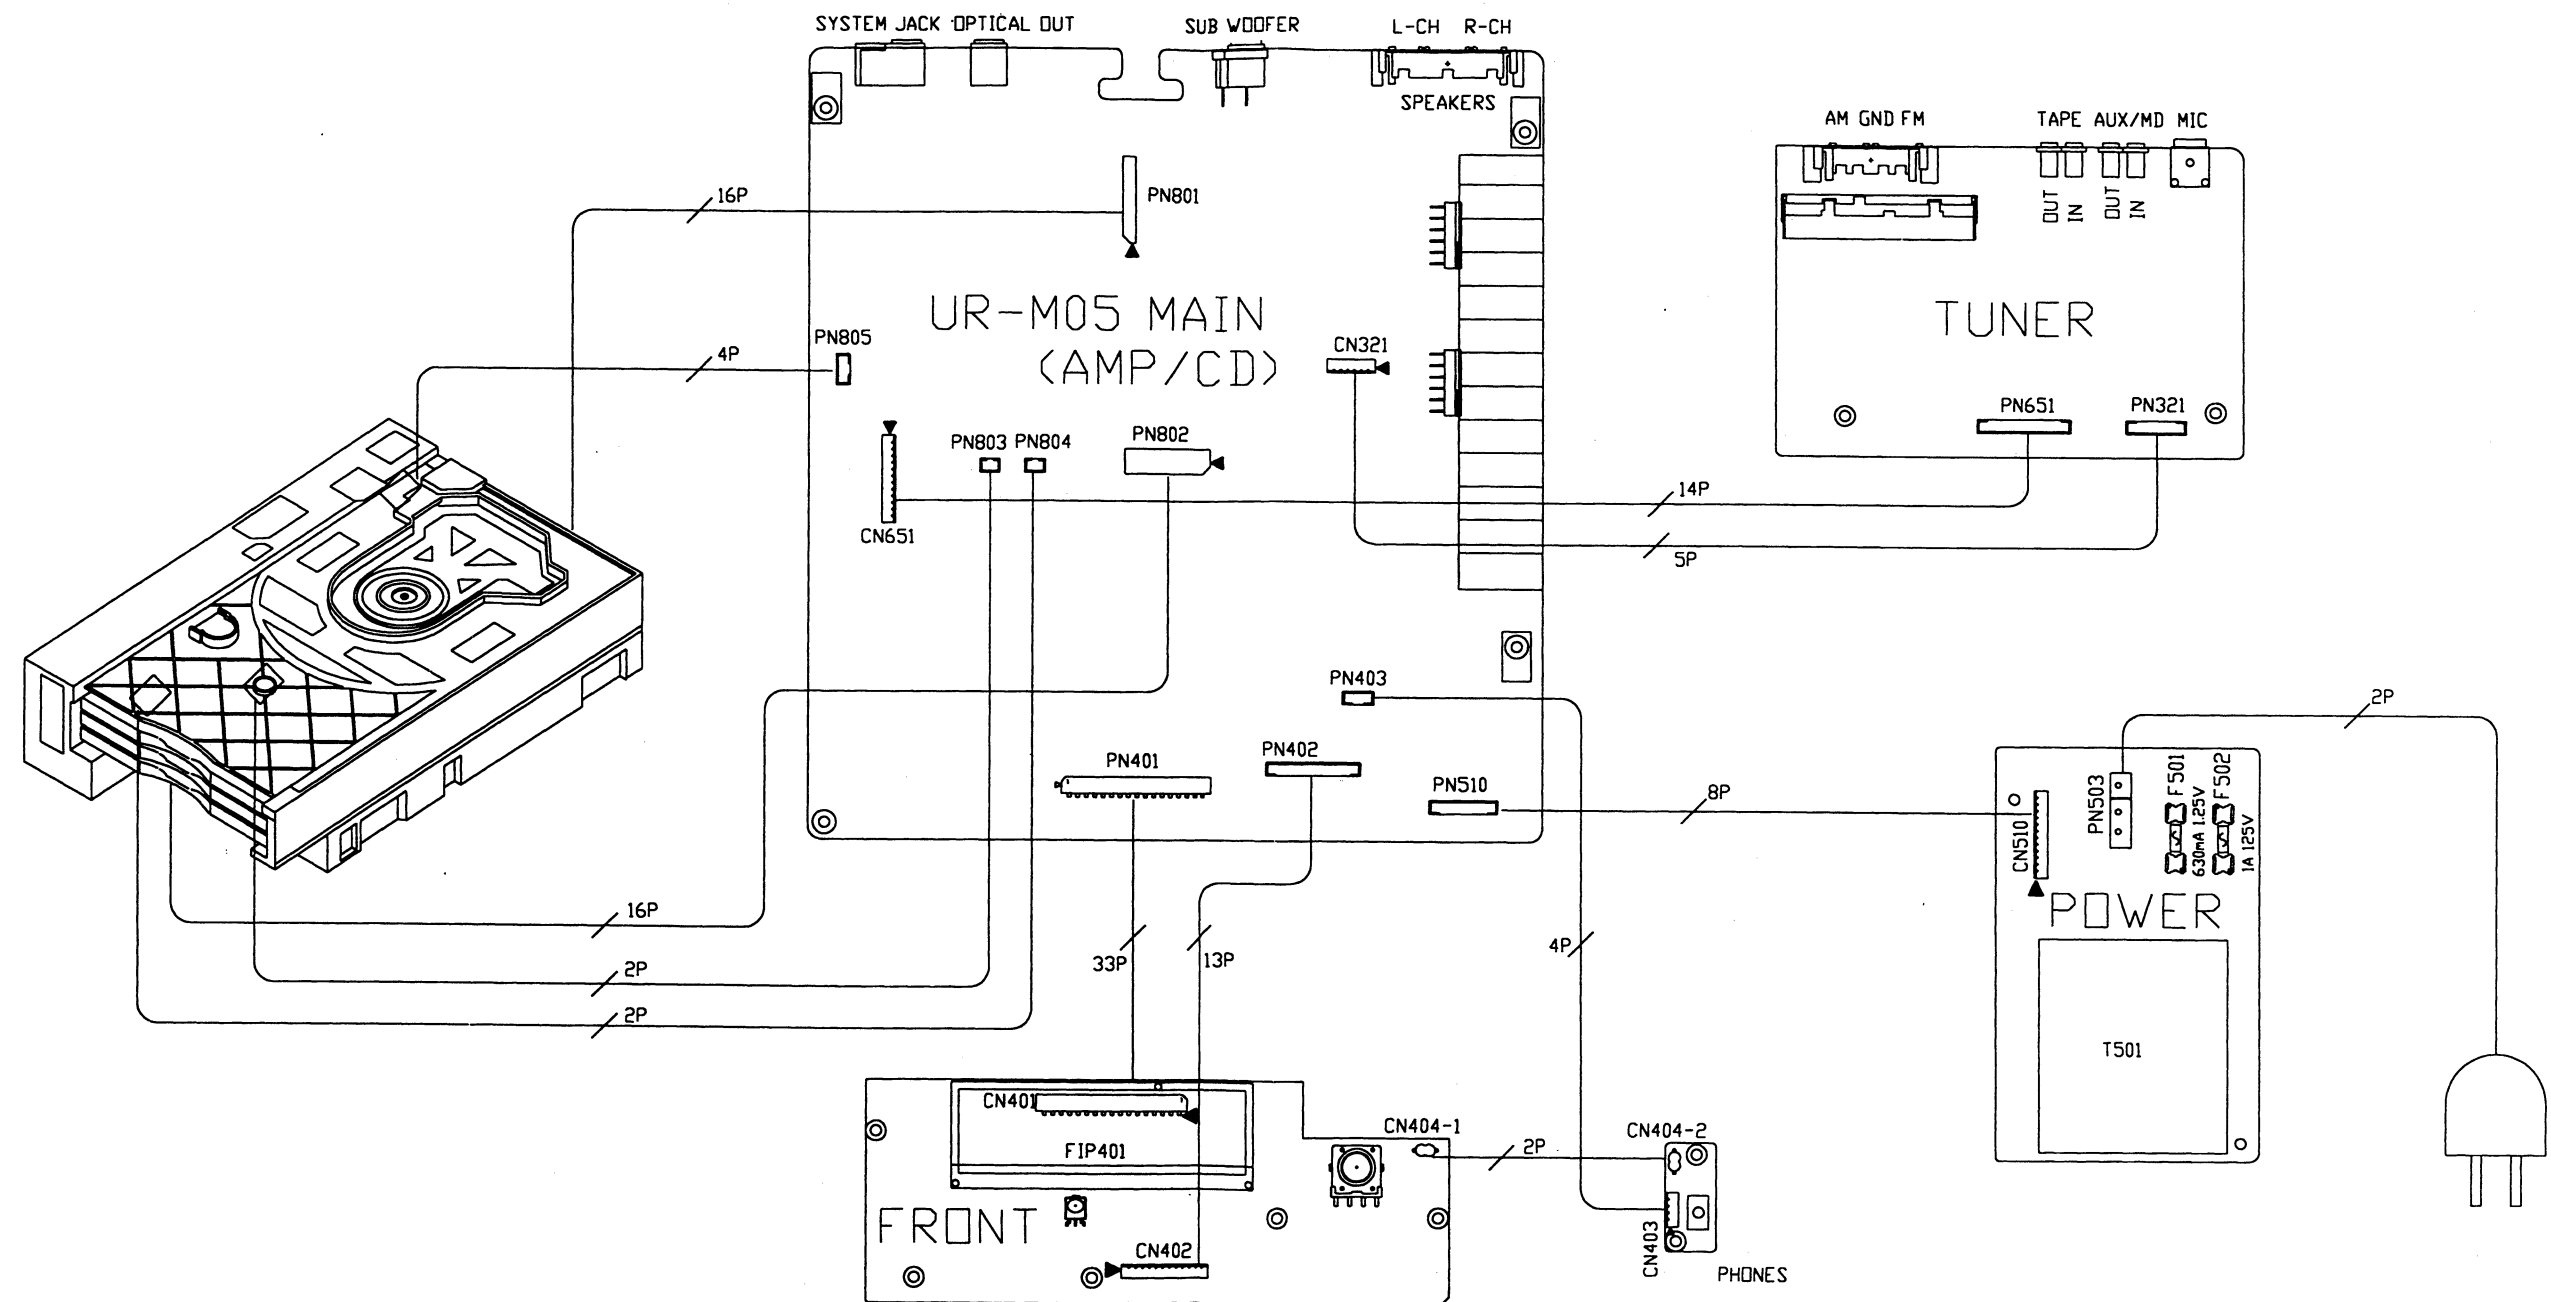 SYSTEM JACK OPTICAL OUT
SUB WOOFER
L-CH R-CH
SPEAKERS
AM GND FM
TAPE AUX/MD MIC
OUT
IN
OUT
IN
16P
PN801
UR-M05 MAIN
(AMP/CD)
TUNER
PN805
4P
CN321
PN651
PN321
PN803
PN804
PN802
14P
CN651
5P
PN403
2P
PN402
PN401
PN510
8P
PN503
F501
630mA 1.25V
F502
1A 125V
CN510
POWER
16P
33P
13P
4P
2P
2P
T501
CN401
FIP401
CN404-1
2P
CN404-2
FRONT
CN402
CN403
PHONES